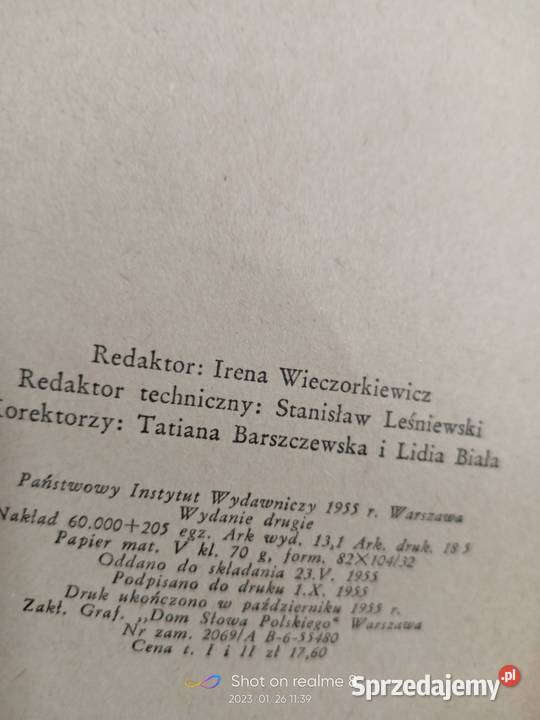 Redaktor: Irena Wieczorkiewicz
Redaktor techniczny: Stanisław Leśniewski
Korektorzy: Tatiana Barszczewska i Lidia Biała
Państwowy Instytut Wydawniczy 1955 r. Warszawa
Wydanie drugie
Nakład 60.000+205 egz. Ark wyd. 13,1 Ark. druk. 18 5
Papier mat. V kl. 70 g, form. 82×104/32
Oddano do składania 23.V. 1955
Podpisano do druku 1.X. 1955
Druk ukończono w październiku 1955 r.
Zakł. Graf. „Dom Słowa Polskiego" Warszawa
Nr zam. 2069/A B-6-55480
Cena t. I i II zł 17,60
Shot on realme 8
2023.01.26 11:39
Sprzedajemy.pl